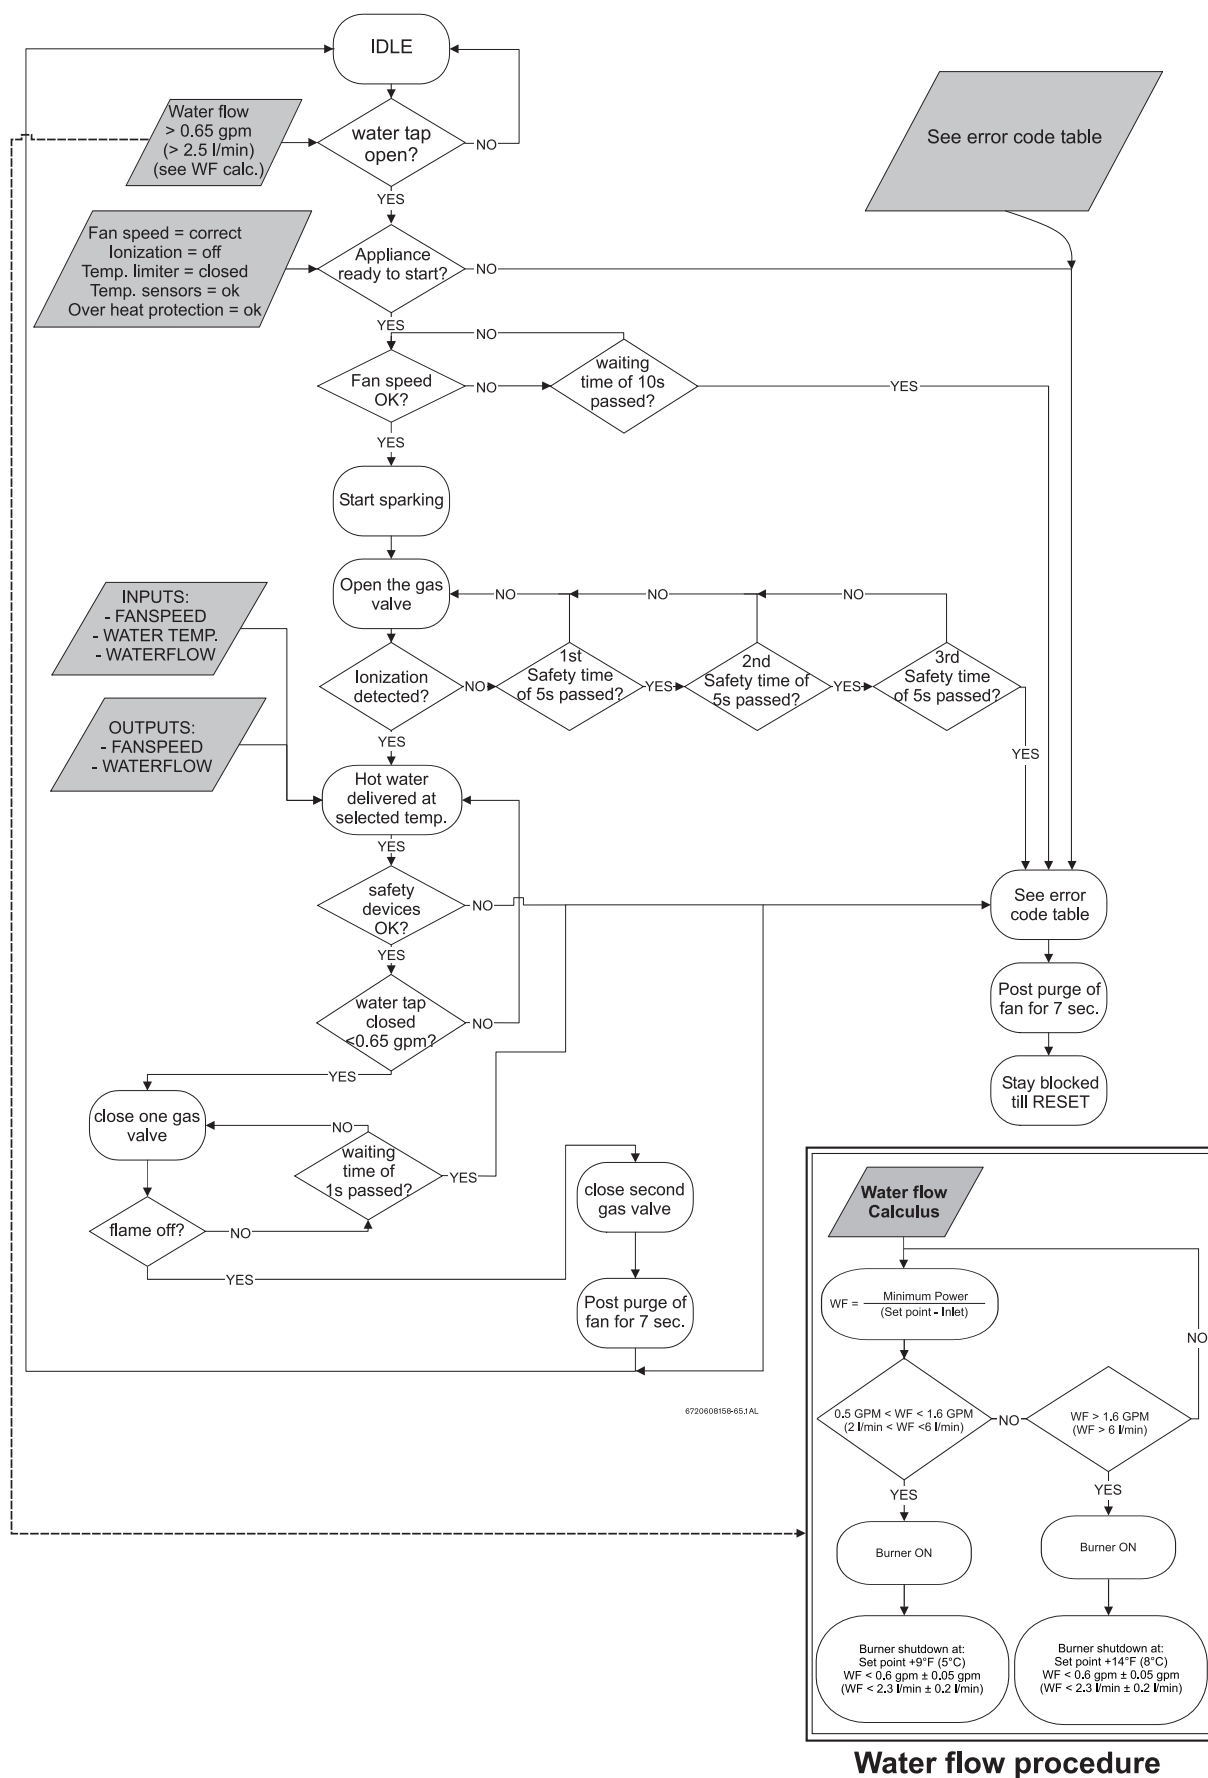 IDLE
Water flow
> 0.65 gpm
(> 2.5 l/min)
(see WF calc.)
water tap
open?
NO
YES
See error code table
Fan speed = correct
Ionization = off
Temp. limiter = closed
Temp. sensors = ok
Over heat protection = ok
Appliance
ready to start?
NO
YES
NO
Fan speed
OK?
NO
waiting
time of 10s
passed?
YES
YES
Start sparking
Open the gas
valve
NO
NO
NO
INPUTS:
- FANSPEED
- WATER TEMP.
- WATERFLOW
Ionization
detected?
NO
1st
Safety time
of 5s passed?
YES
2nd
Safety time of
5s passed?
YES
3rd
Safety time
of 5s passed?
YES
YES
OUTPUTS:
- FANSPEED
- WATERFLOW
Hot water
delivered at
selected temp.
YES
safety
devices
OK?
NO
YES
See error
code table
water tap
closed
<0.65 gpm?
NO
YES
Post purge of
fan for 7 sec.
Stay blocked
till RESET
close one gas
valve
NO
waiting
time of
1s passed?
YES
flame off?
NO
YES
close second
gas valve
Post purge of
fan for 7 sec.
6720608158-65.1AL
Water flow
Calculus
WF = Minimum Power
(Set point - Inlet)
NO
0.5 GPM < WF < 1.6 GPM
(2 l/min < WF <6 l/min)
NO
WF > 1.6 GPM
(WF > 6 l/min)
YES
YES
Burner ON
Burner ON
Burner shutdown at:
Set point +9°F (5°C)
WF < 0.6 gpm ± 0.05 gpm
(WF < 2.3 l/min ± 0.2 l/min)
Burner shutdown at:
Set point +14°F (8°C)
WF < 0.6 gpm ± 0.05 gpm
(WF < 2.3 l/min ± 0.2 l/min)
Water flow procedure